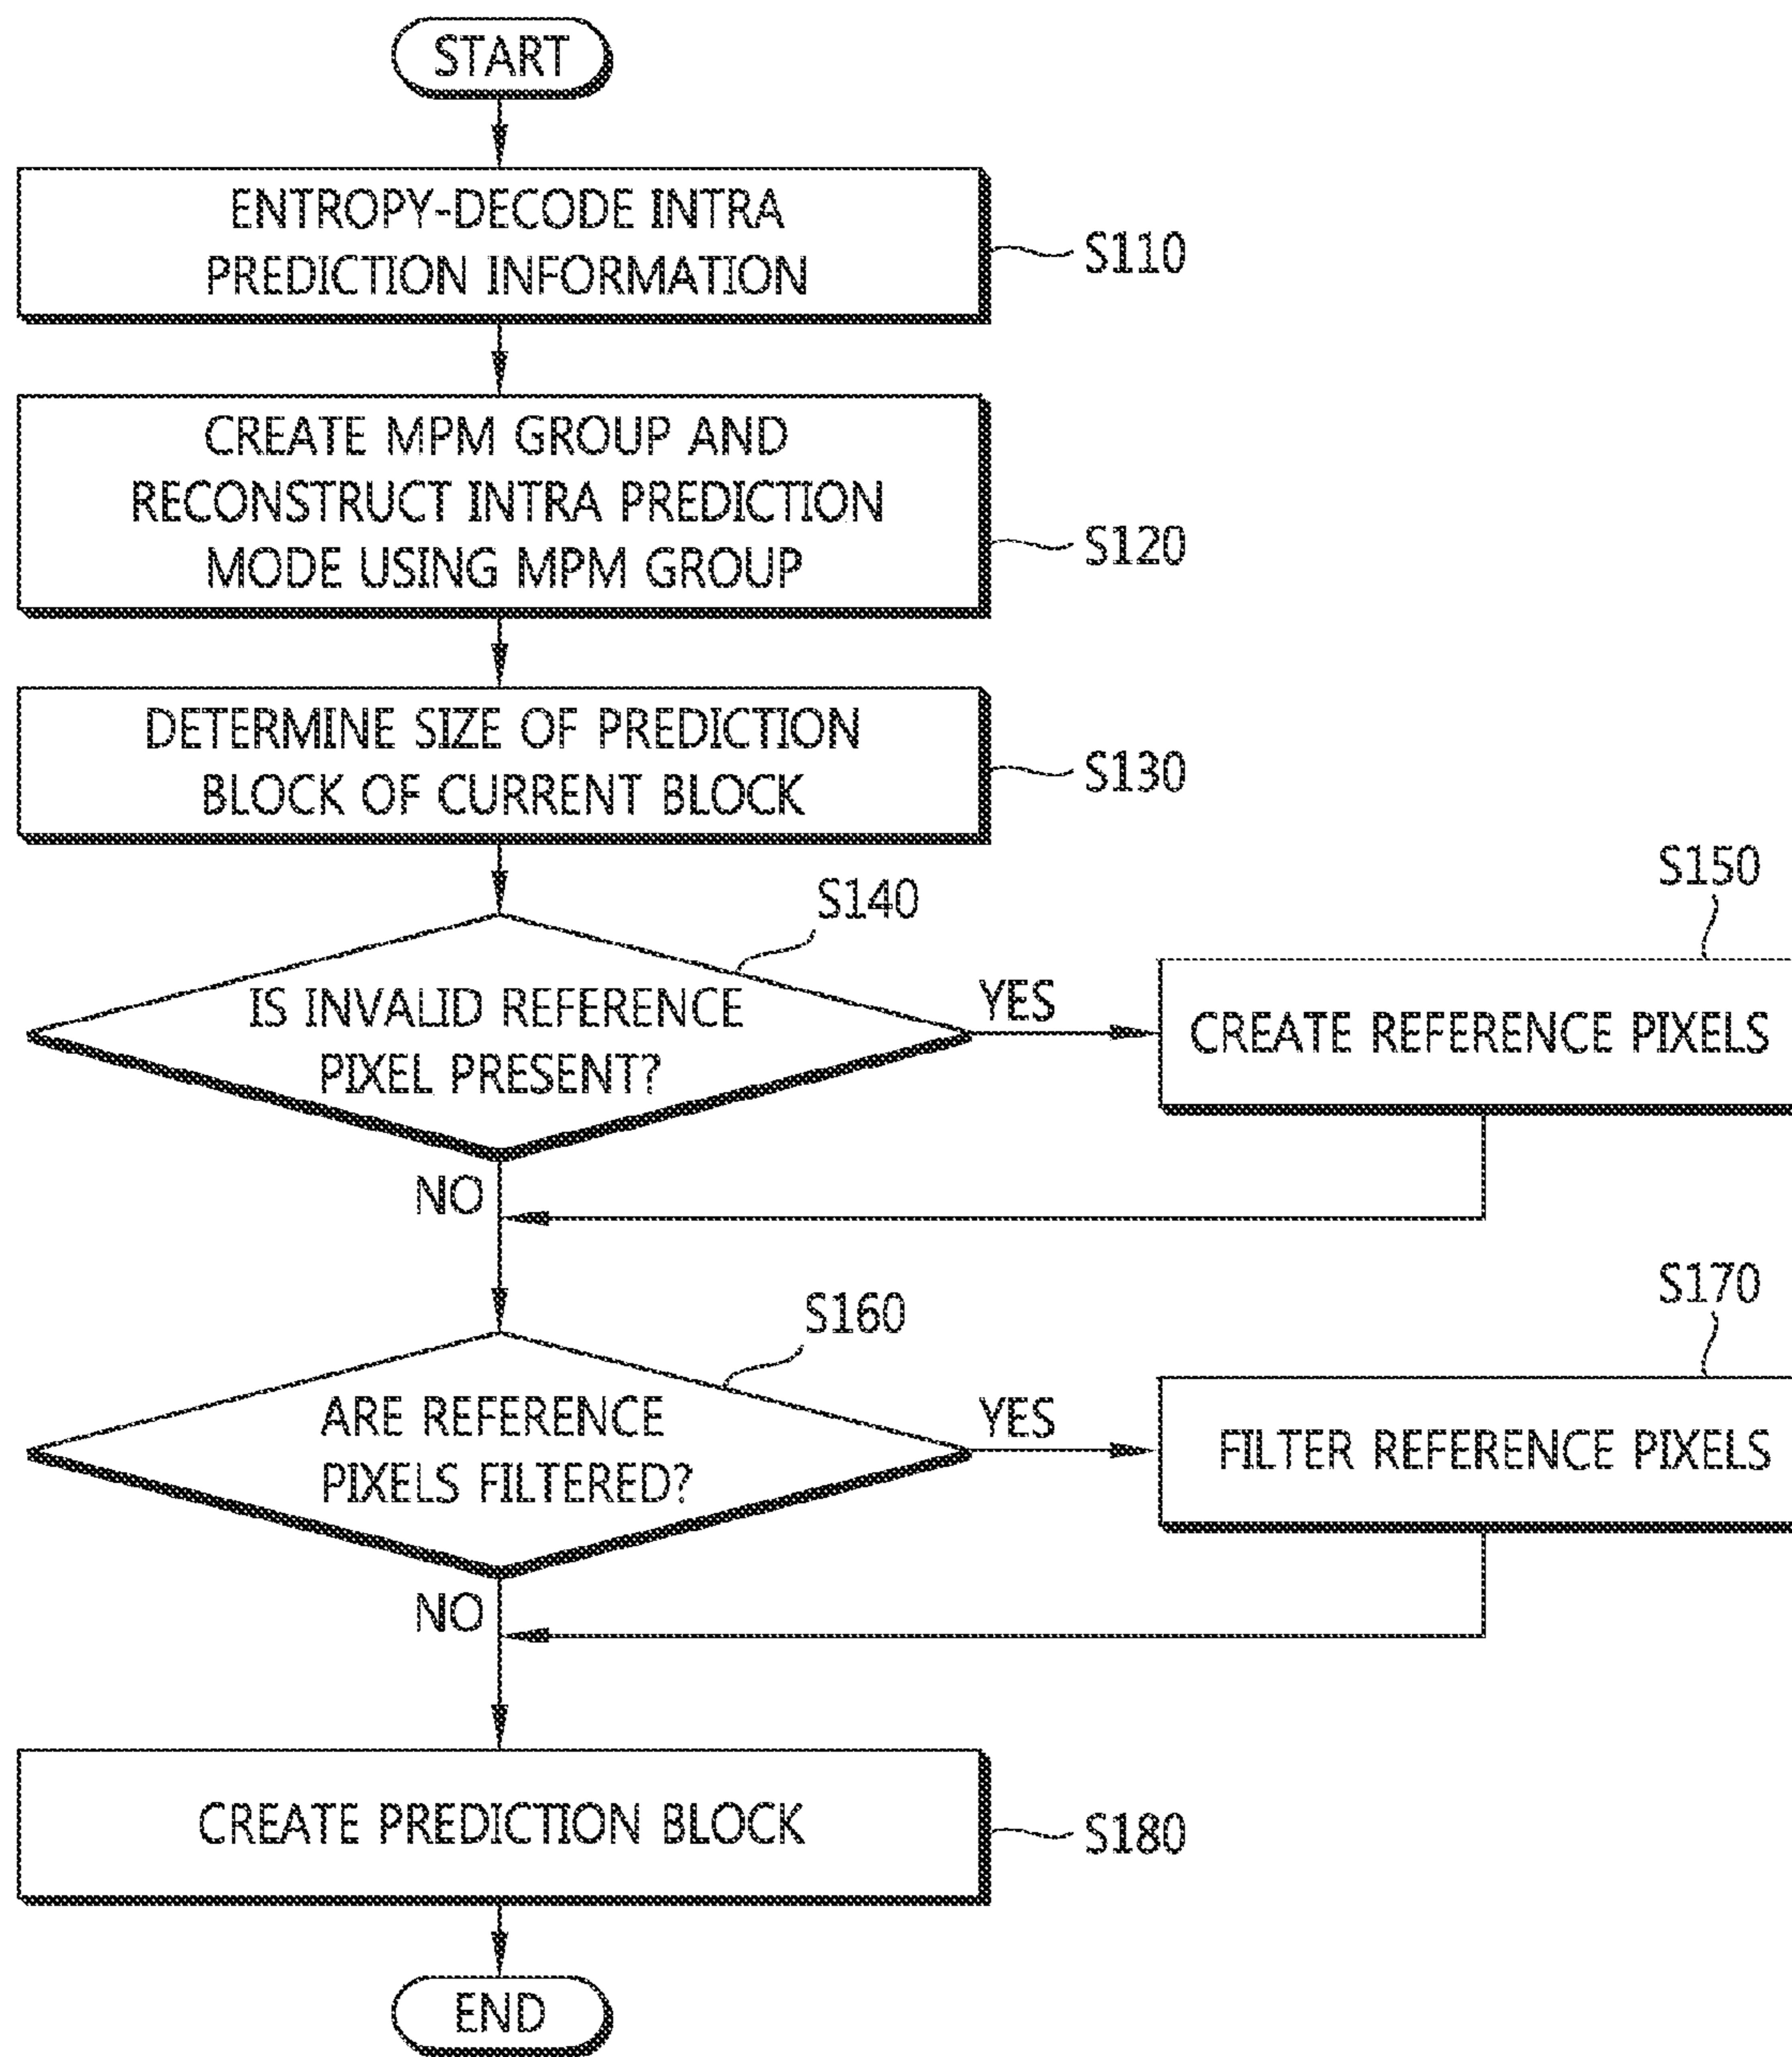 START
ENTROPY-DECODE INTRA
PREDICTION INFORMATION
S110
CREATE MPM GROUP AND
RECONSTRUCT INTRA PREDICTION
MODE USING MPM GROUP
S120
DETERMINE SIZE OF PREDICTION
BLOCK OF CURRENT BLOCK
S130
S140
IS INVALID REFERENCE
PIXEL PRESENT?
YES
S150
CREATE REFERENCE PIXELS
NO
S160
ARE REFERENCE
PIXELS FILTERED?
YES
S170
FILTER REFERENCE PIXELS
NO
CREATE PREDICTION BLOCK
S180
END